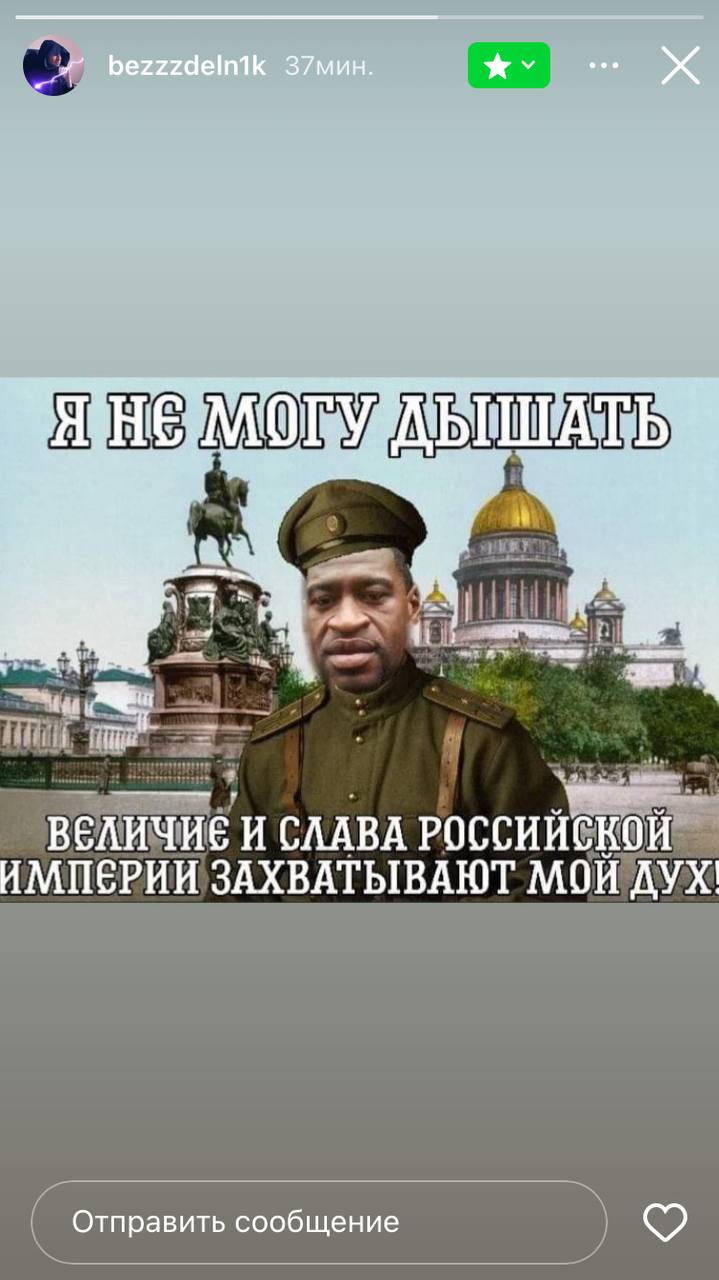 bezzzdeln1k 37мин.
Я НЕ МОГУ ДЫШАТЬ
ВЕЛИЧИЕ И СЛАВА РОССИЙСКОЙ
ИМПЕРИИ ЗАХВАТЫВАЮТ МОЙ ДУХ!
Отправить сообщение